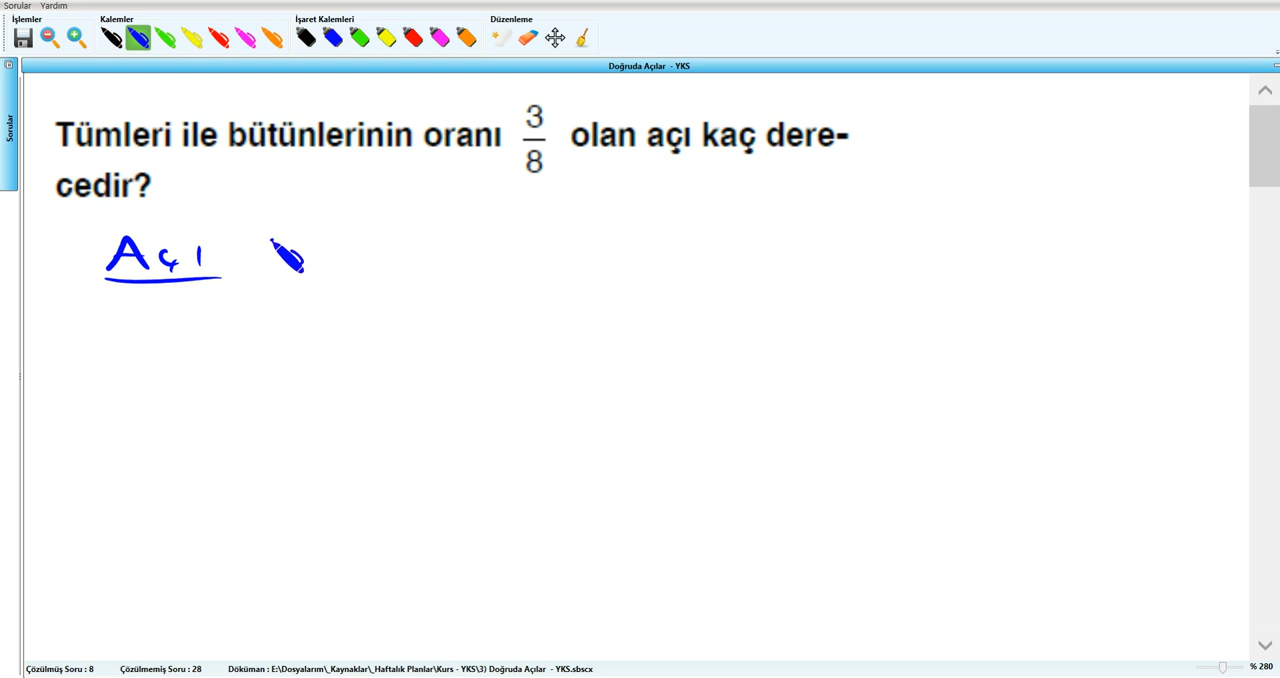 Sorular Yardım
İşlemler Kalemler İşaret Kalemleri Düzenleme
Doğruda Açılar - YKS
Sorular
Tümleri ile bütünlerinin oranı 3/8 olan açı kaç dere-
cedir?
Açı
Çözülmüş Soru : 8 Çözülmemiş Soru : 28 Döküman : E:\Dosyalarım\_Kaynaklar\_Haftalık Planlar\Kurs - YKS\3) Doğruda Açılar - YKS.sbscx % 280